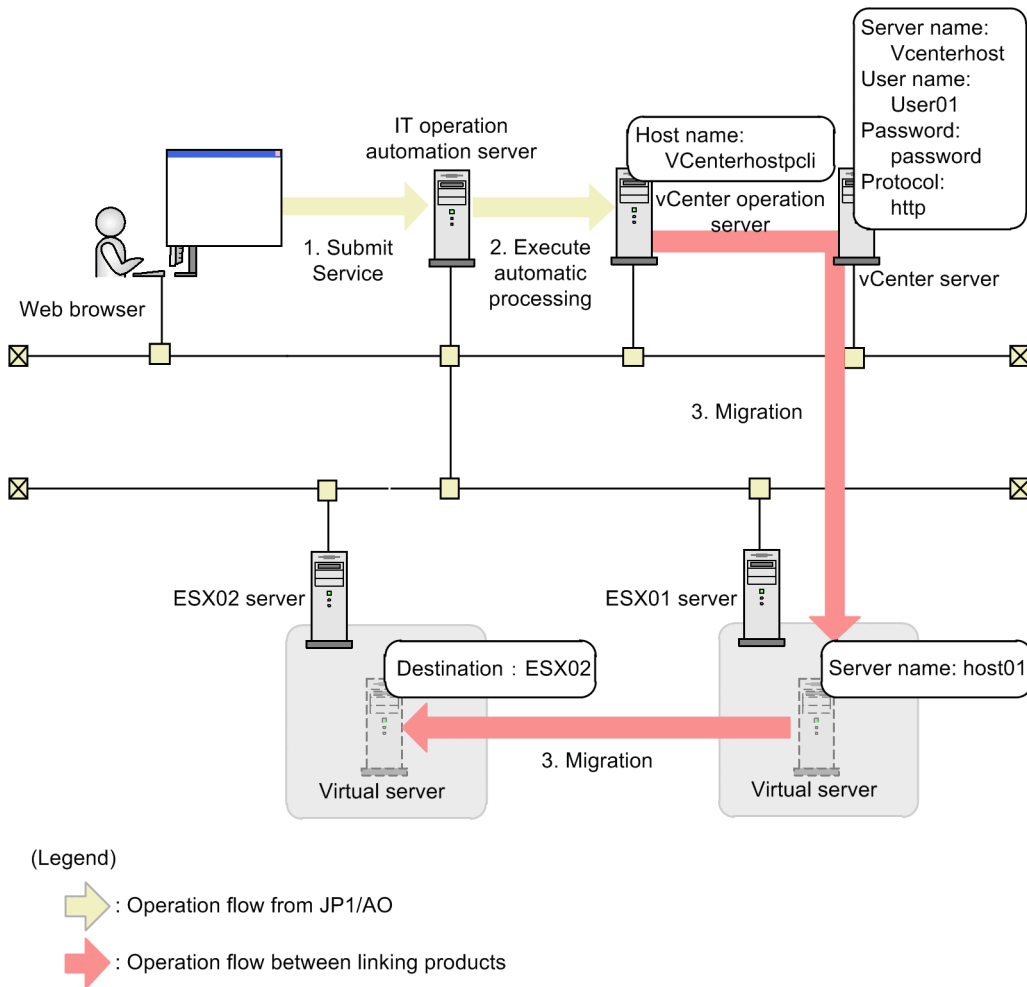 Server name:
Vcenterhost
User name:
User01
Password:
password
Protocol:
http
IT operation
automation server
Host name:
VCenterhostpcli
vCenter operation
server
1. Submit
Service
2. Execute
automatic
processing
vCenter server
Web browser
3. Migration
ESX02 server
ESX01 server
Destination : ESX02
Server name: host01
3. Migration
Virtual server
Virtual server
(Legend)
: Operation flow from JP1/AO
: Operation flow between linking products